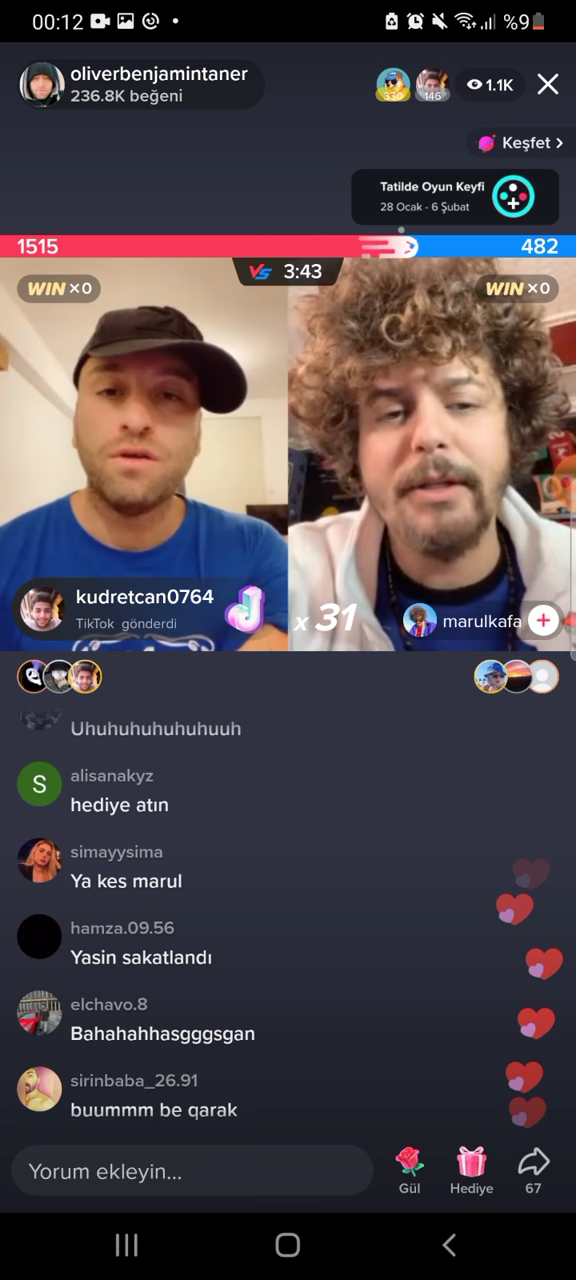 00:12
%9
oliverbenjamintaner
236.8K beğeni
330
146
1.1K
Keşfet
Tatilde Oyun Keyfi
28 Ocak - 6 Şubat
1515
482
VS 3:43
WIN ×0
WIN ×0
kudretcan0764
TikTok gönderdi
x 31
marulkafa
Uhuhuhuhuhuhuuh
S
alisanakyz
hediye atın
simayysima
Ya kes marul
hamza.09.56
Yasin sakatlandı
elchavo.8
Bahahahhasgggsgan
sirinbaba_26.91
buummm be qarak
Yorum ekleyin...
Gül
Hediye
67